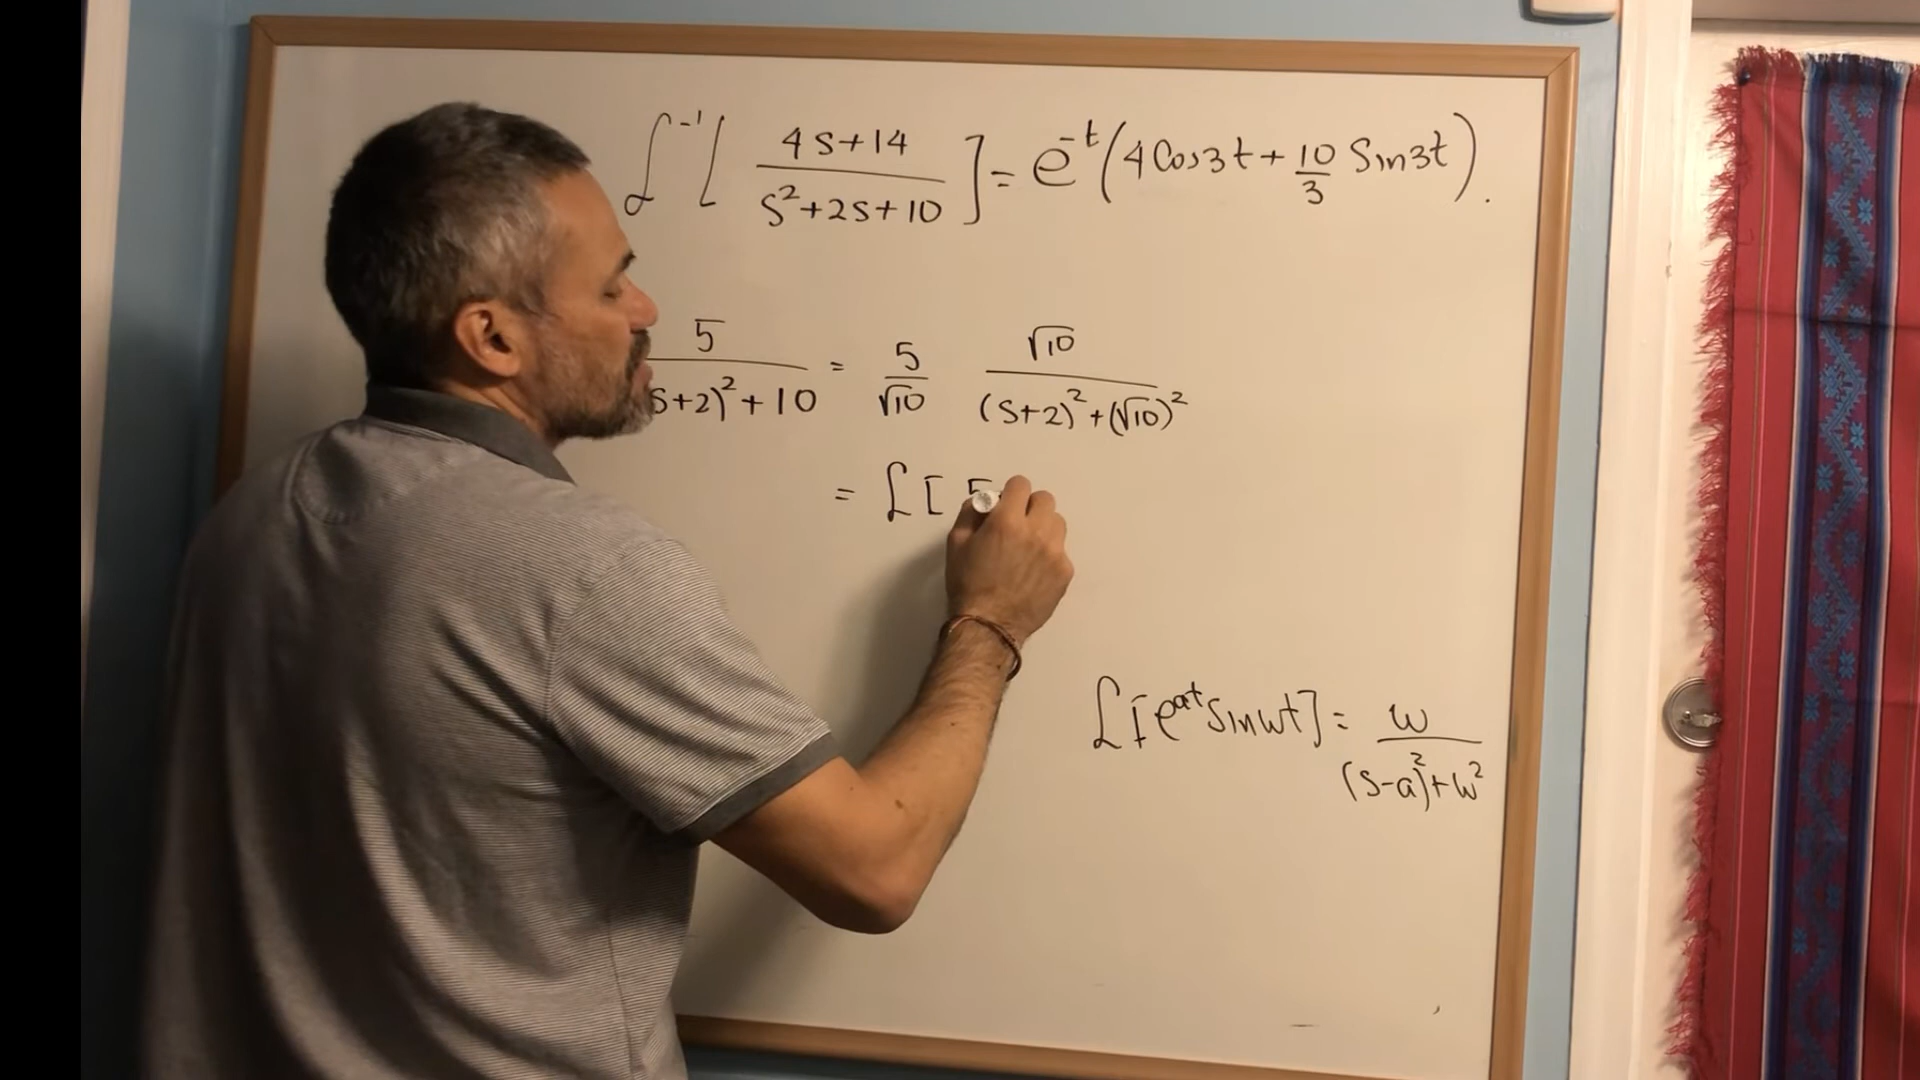 ℒ⁻¹[ (4s+14)/(s²+2s+10) ] = e⁻ᵗ(4Cos3t + 10/3 Sin3t).
5/(s+2)²+10 = 5/√10 √10/((s+2)²+(√10)²)
= ℒ[ 5
ℒ[eᵃᵗ sinωt] = ω/((s-a)²+ω²)